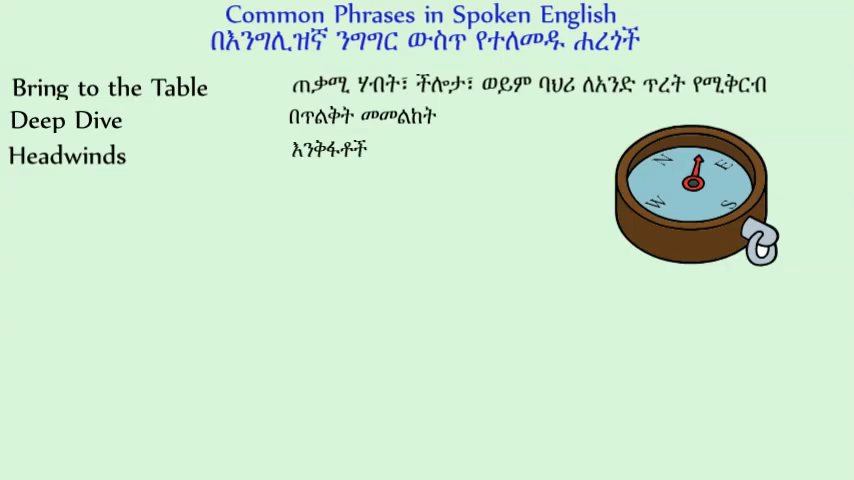 Common Phrases in Spoken English
በእንግሊዝኛ ንግግር ውስጥ የተለመዱ ሐረጎች
Bring to the Table ጠቃሚ ሃብት፣ ችሎታ፣ ወይም ባህሪ ለአንድ ጥረት የሚቅርብ
Deep Dive በጥልቅት መመልከት
Headwinds እንቅፋቶች
N E
W S